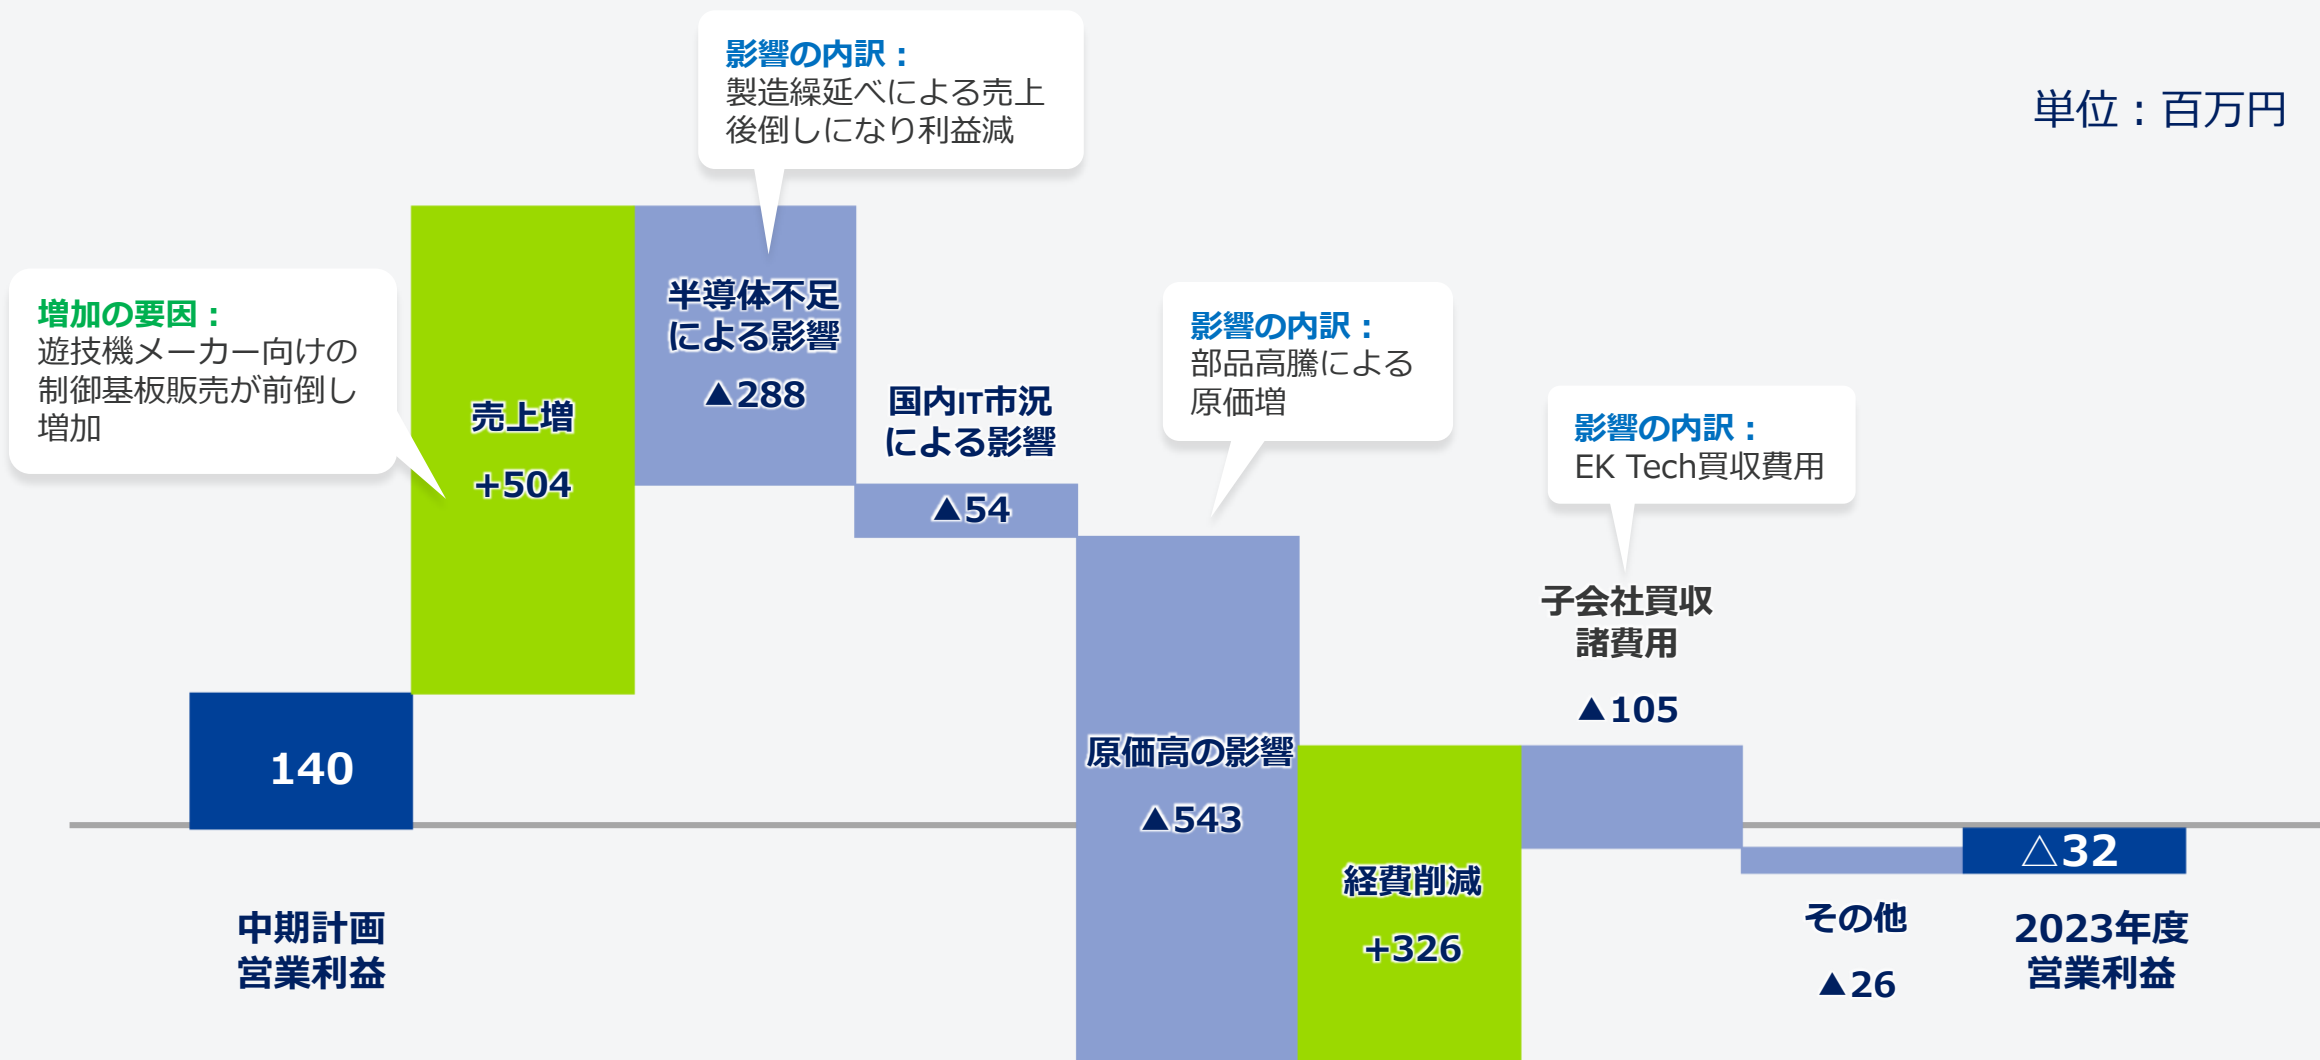 単位：百万円
影響の内訳：
製造繰延べによる売上
後倒しになり利益減
増加の要因：
遊技機メーカー向けの
制御基板販売が前倒し
増加
売上増
+504
半導体不足
による影響
▲288
国内IT市況
による影響
▲54
影響の内訳：
部品高騰による
原価増
原価高の影響
▲543
経費削減
+326
影響の内訳：
EK Tech買収費用
子会社買収
諸費用
▲105
140
中期計画
営業利益
その他
▲26
△32
2023年度
営業利益